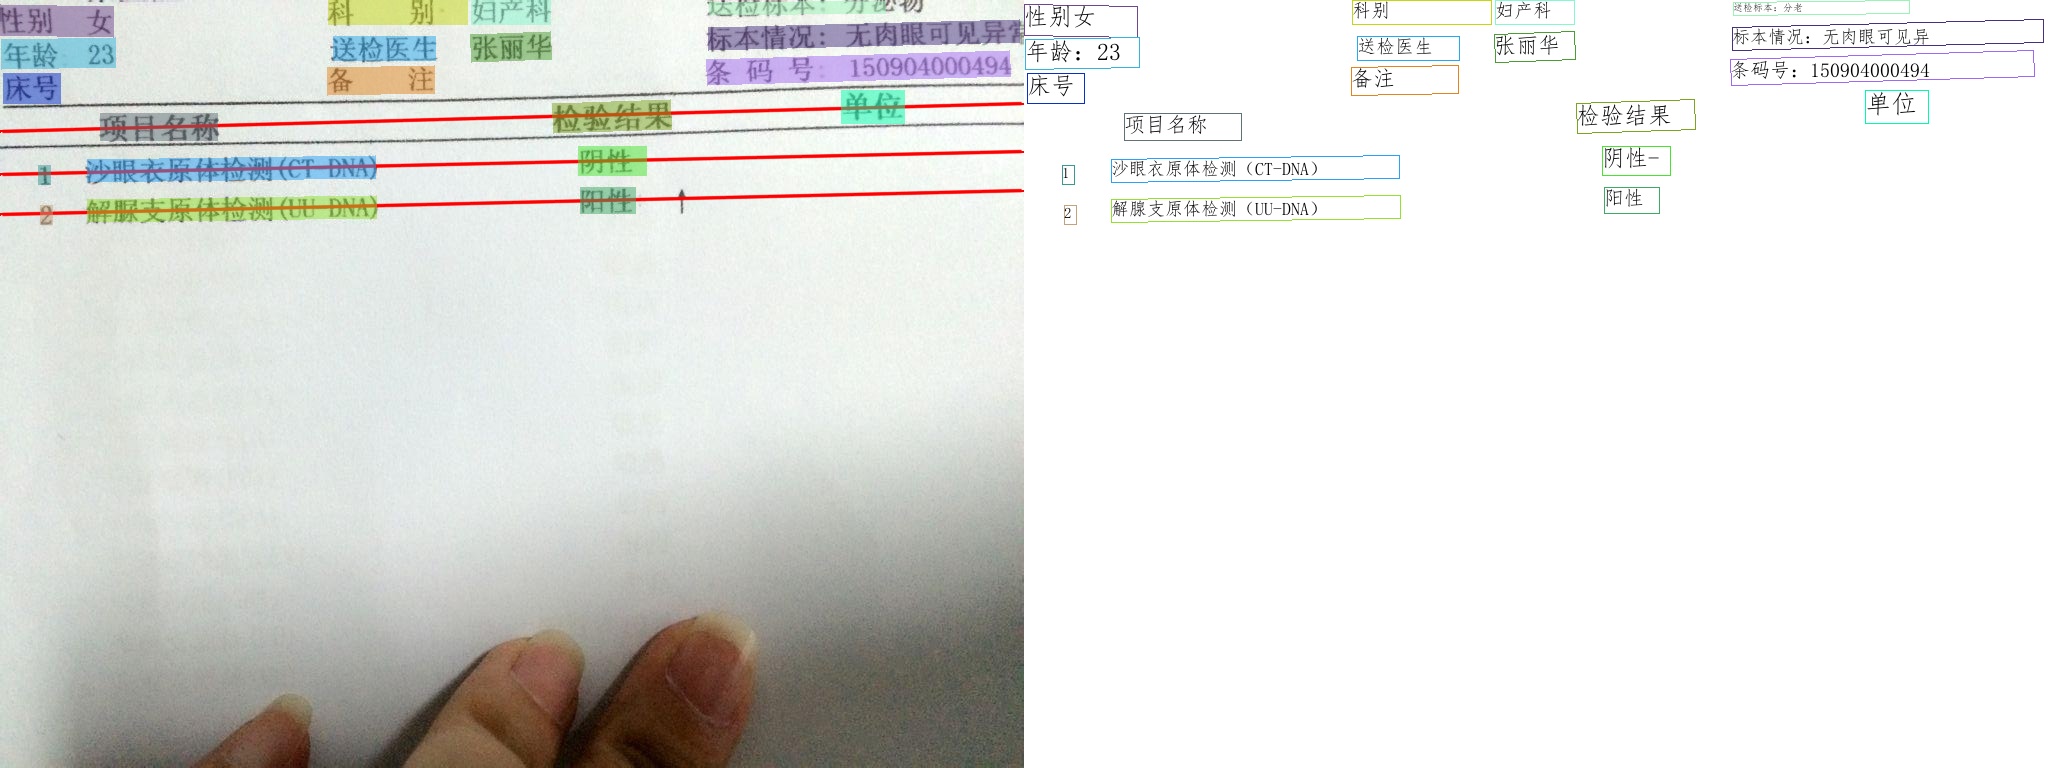 性别 女 科 别 妇产科 送检标本: 分泌物
年龄 23 送检医生 张丽华 标本情况: 无肉眼可见异常
床号 备 注 条 码 号: 150904000494
项目名称 检验结果 单位
1 沙眼衣原体检测(CT DNA) 阴性
2 解脲支原体检测(UU DNA) 阳性 ↑
性别女 科别 妇产科 送检标本：分老
年龄：23 送检医生 张丽华 标本情况：无肉眼可见异
床号 备注 条码号：150904000494
项目名称 检验结果 单位
1 沙眼衣原体检测（CT-DNA） 阴性-
2 解腺支原体检测（UU-DNA） 阳性